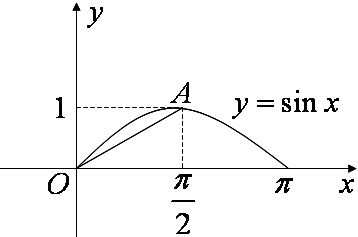 y
A
1
y = sin x
O
π/2
π
x